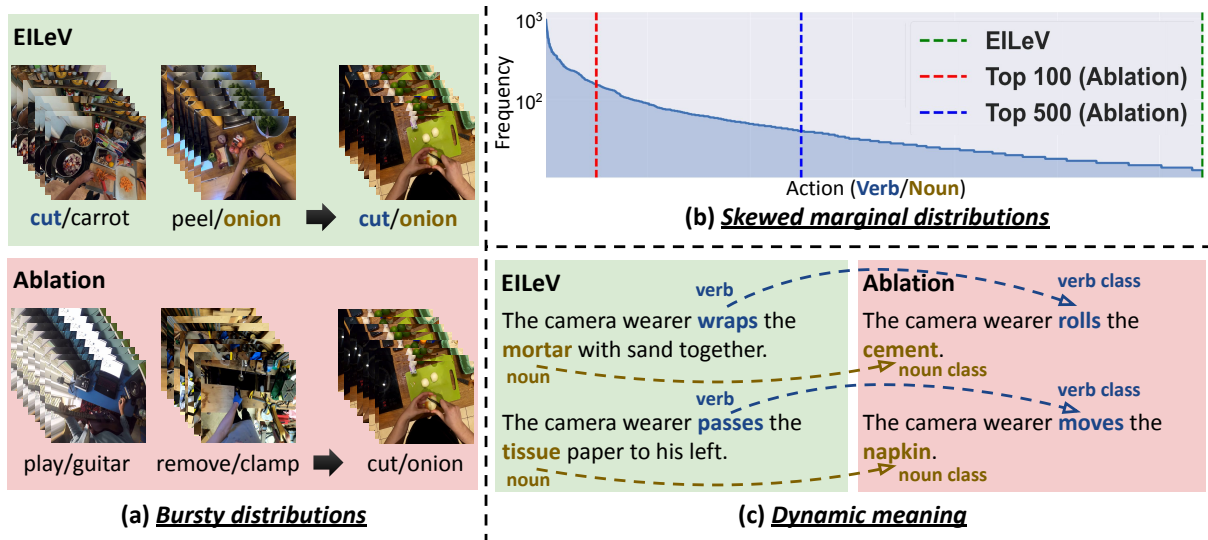 EILeV
cut/carrot
peel/onion
cut/onion
Ablation
play/guitar
remove/clamp
cut/onion
(a) Bursty distributions
10³
10²
Frequency
EILeV
Top 100 (Ablation)
Top 500 (Ablation)
Action (Verb/Noun)
(b) Skewed marginal distributions
EILeV
verb
The camera wearer wraps the
mortar with sand together.
noun
verb
The camera wearer passes the
tissue paper to his left.
noun
Ablation
verb class
The camera wearer rolls the
cement.
noun class
verb class
The camera wearer moves the
napkin.
noun class
(c) Dynamic meaning